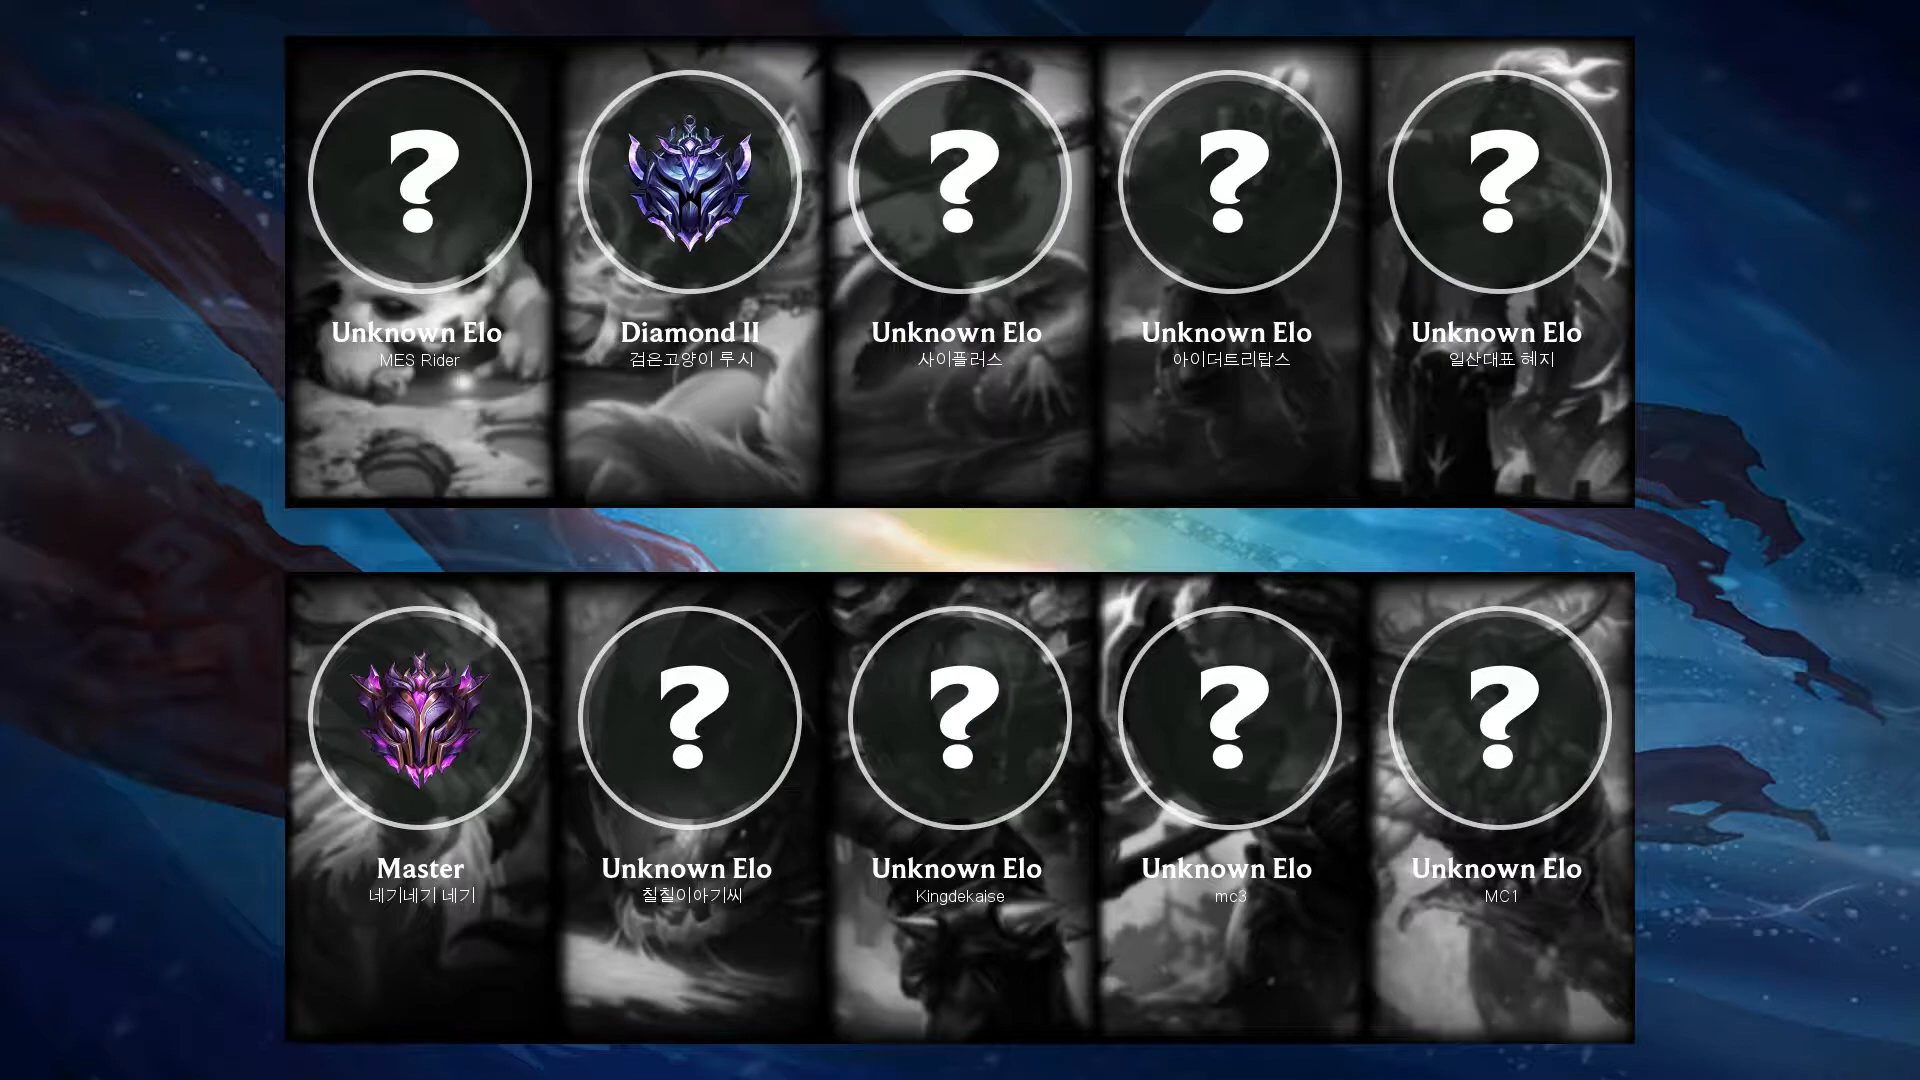 Unknown Elo
MES Rider
Diamond II
검은고양이 루시
Unknown Elo
사이플러스
Unknown Elo
아이더트리탑스
Unknown Elo
일산대표 혜지
Master
네기네기 네기
Unknown Elo
칠칠이아기씨
Unknown Elo
Kingdekaise
Unknown Elo
mc3
Unknown Elo
MC1